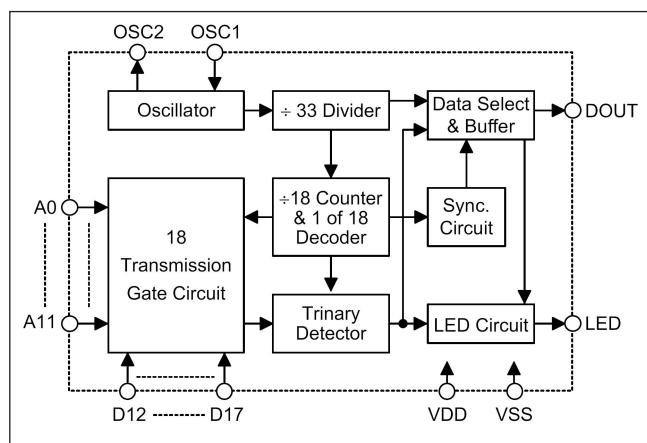 OSC2 OSC1
Oscillator
÷ 33 Divider
Data Select
& Buffer
DOUT
A0
18
Transmission
Gate Circuit
÷18 Counter
& 1 of 18
Decoder
Sync.
Circuit
A11
Trinary
Detector
LED Circuit
LED
D12 D17
VDD VSS